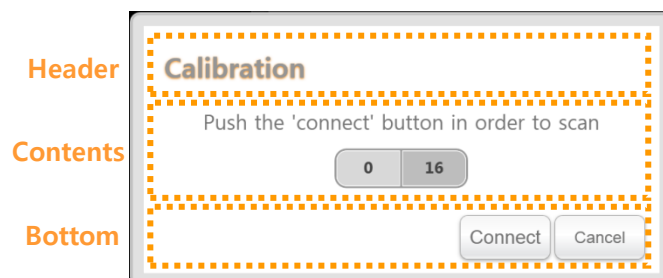 Header
Calibration
Contents
Push the 'connect' button in order to scan
0 16
Bottom
Connect Cancel